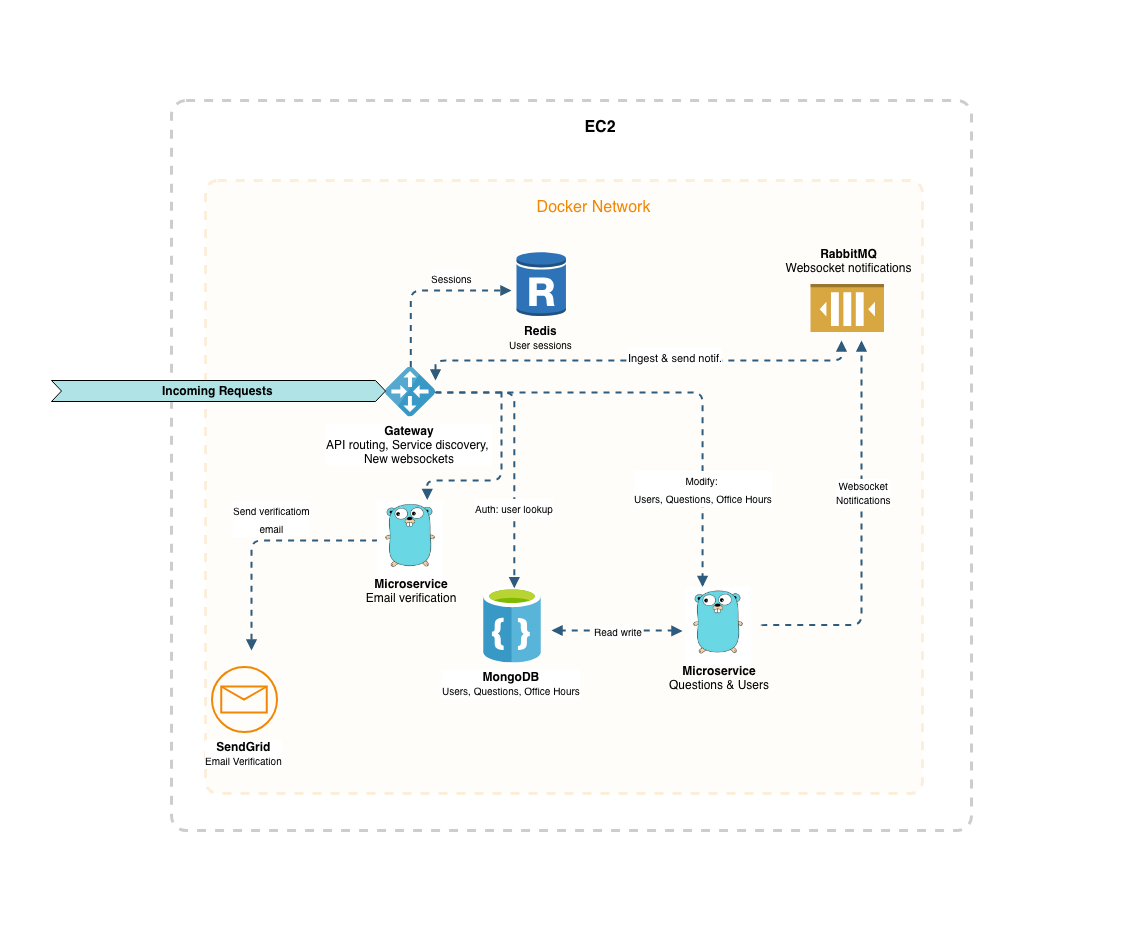 EC2
Docker Network
RabbitMQ
Websocket notifications
Sessions
R
Redis
User sessions
Ingest & send notif.
Incoming Requests
Gateway
API routing, Service discovery,
New websockets
Modify:
Users, Questions, Office Hours
Websocket
Notifications
Send verificatiom
email
Auth: user lookup
Microservice
Email verification
{ }
Read write
MongoDB
Users, Questions, Office Hours
Microservice
Questions & Users
SendGrid
Email Verification